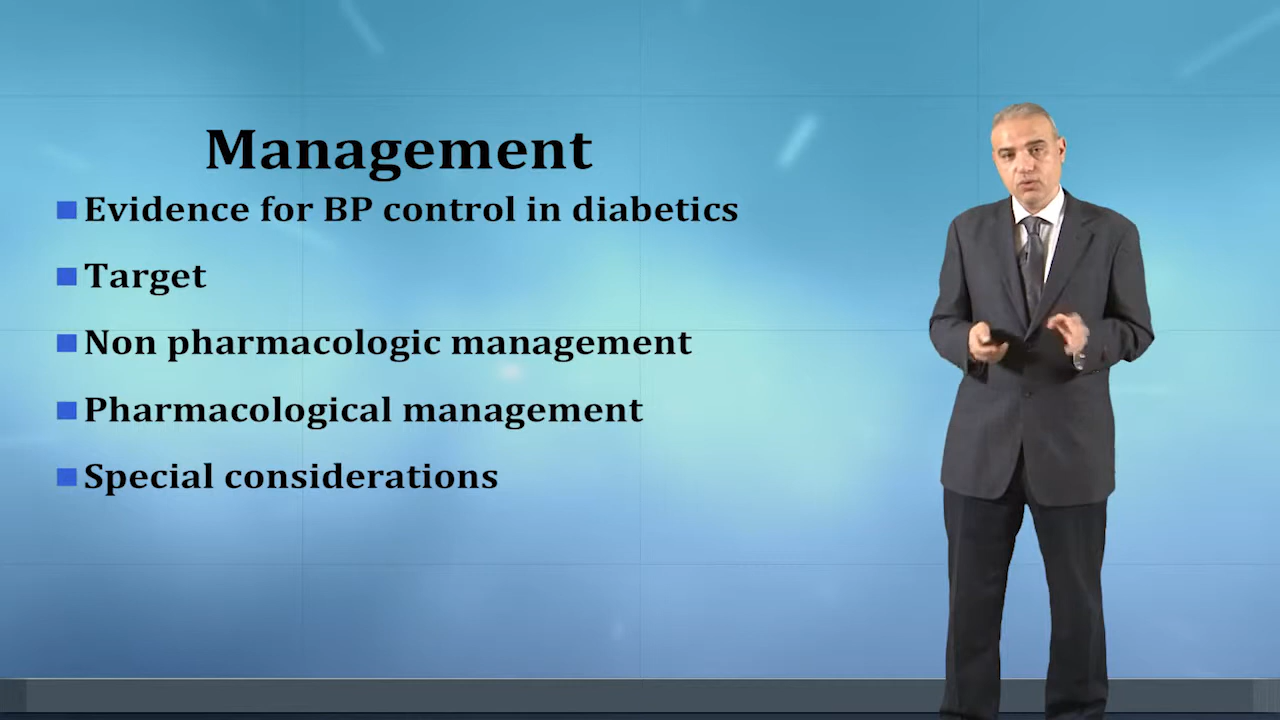 Management
Evidence for BP control in diabetics
Target
Non pharmacologic management
Pharmacological management
Special considerations